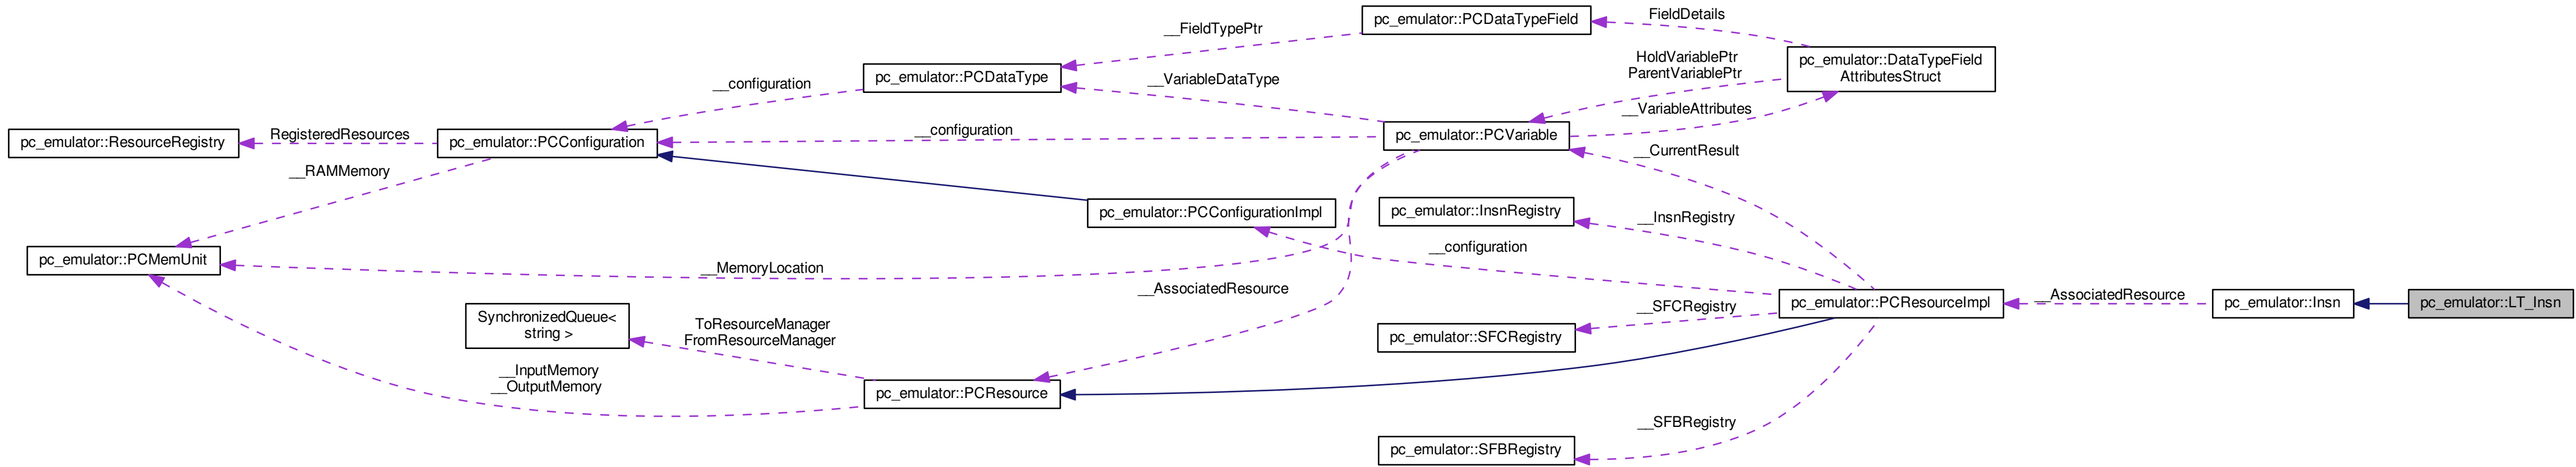 pc_emulator::PCDataTypeField
FieldDetails
__FieldTypePtr
HoldVariablePtr
ParentVariablePtr
pc_emulator::DataTypeField
AttributesStruct
pc_emulator::PCDataType
__configuration
__VariableDataType
__VariableAttributes
pc_emulator::ResourceRegistry
RegisteredResources
pc_emulator::PCConfiguration
__configuration
pc_emulator::PCVariable
__CurrentResult
__RAMMemory
pc_emulator::PCConfigurationImpl
pc_emulator::InsnRegistry
__InsnRegistry
__configuration
pc_emulator::PCMemUnit
__MemoryLocation
__AssociatedResource
pc_emulator::PCResourceImpl
__AssociatedResource
pc_emulator::Insn
pc_emulator::LT_Insn
SynchronizedQueue<
string >
ToResourceManager
FromResourceManager
pc_emulator::SFCRegistry
__SFCRegistry
__InputMemory
__OutputMemory
pc_emulator::PCResource
__SFBRegistry
pc_emulator::SFBRegistry